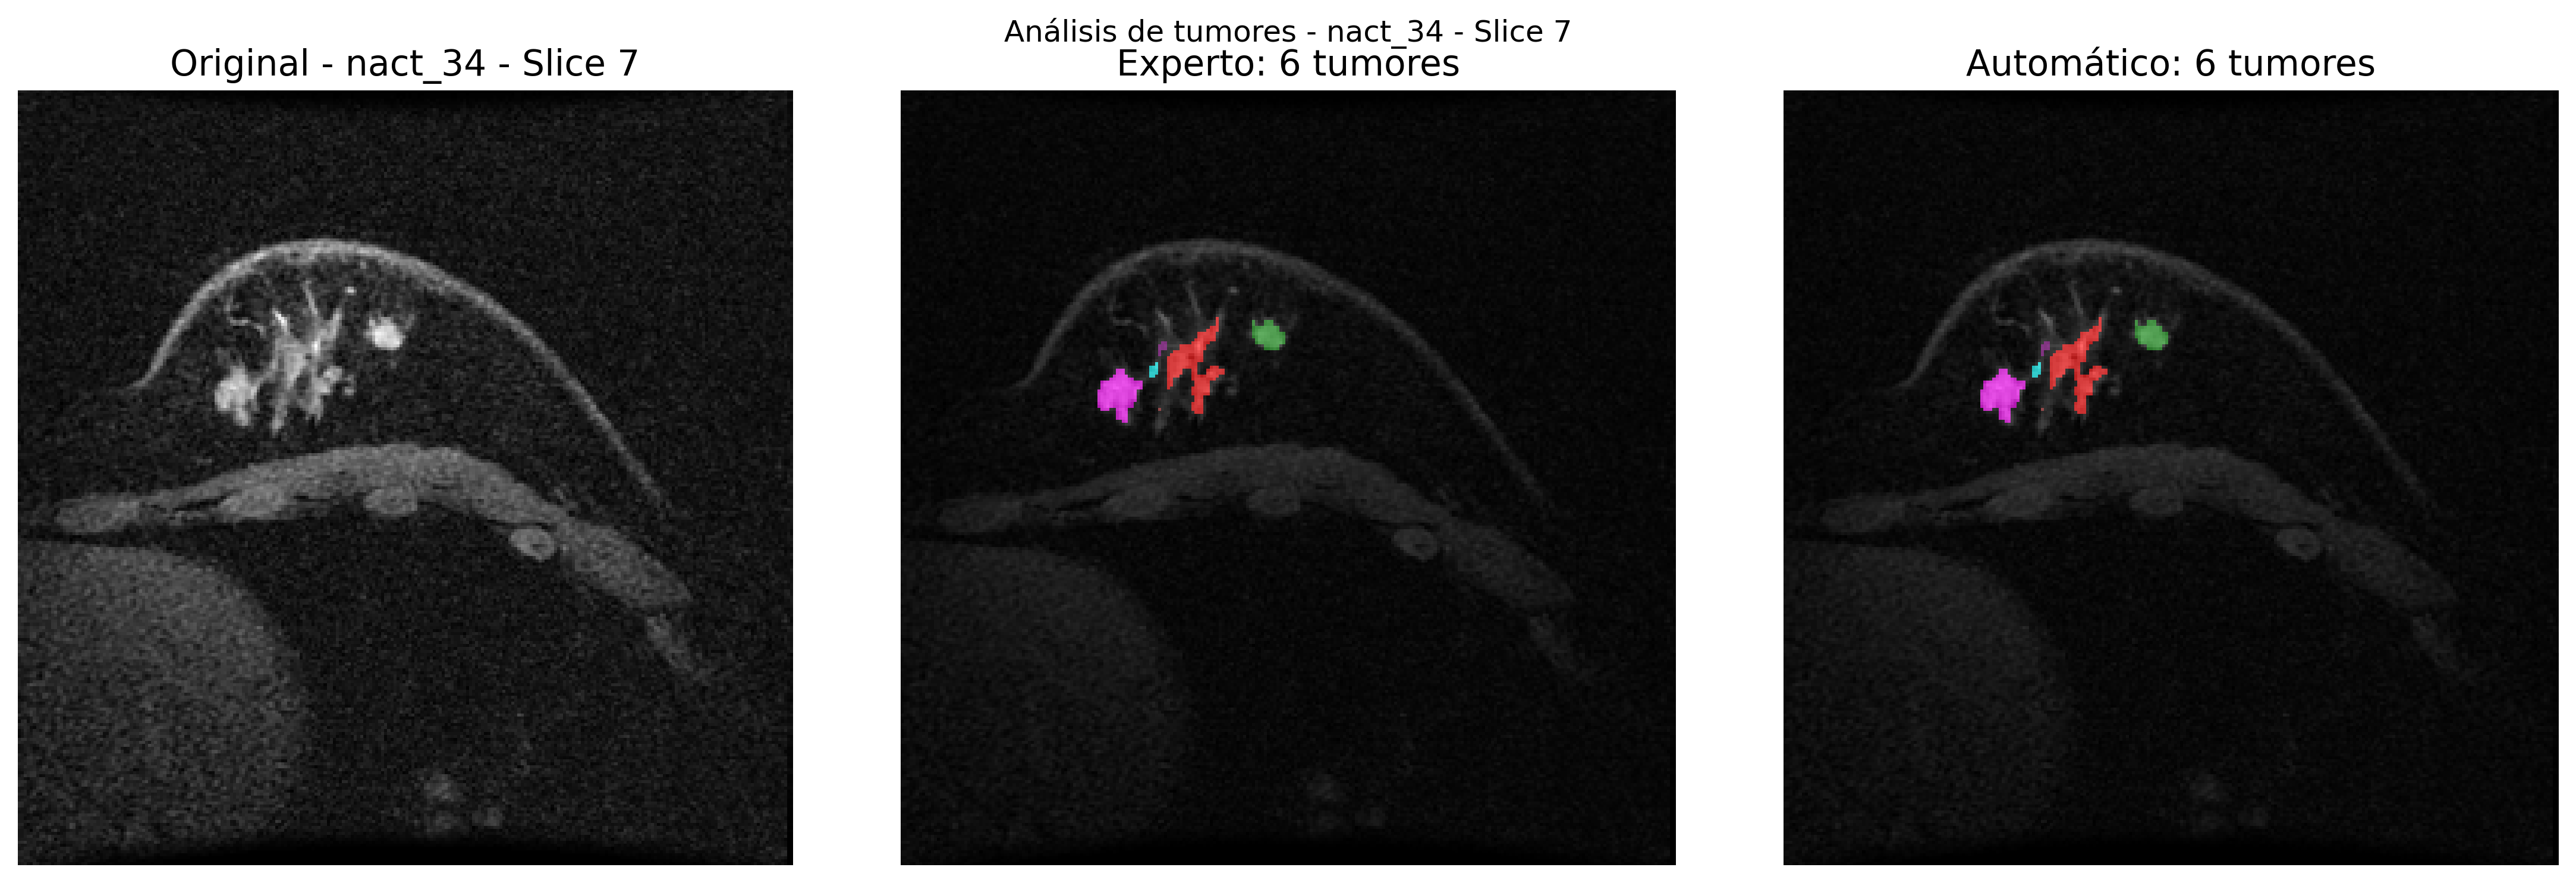 Análisis de tumores - nact_34 - Slice 7
Original - nact_34 - Slice 7
Experto: 6 tumores
Automático: 6 tumores